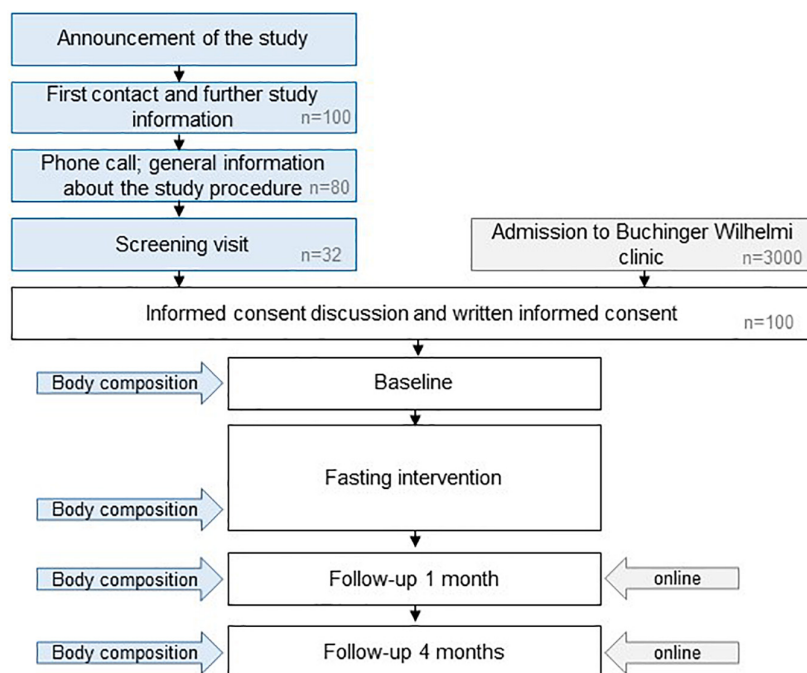 Announcement of the study
First contact and further study
information
n=100
Phone call; general information
about the study procedure
n=80
Screening visit
n=32
Admission to Buchinger Wilhelmi
clinic
n=3000
Informed consent discussion and written informed consent
n=100
Body composition
Baseline
Fasting intervention
Body composition
Body composition
Follow-up 1 month
online
Body composition
Follow-up 4 months
online